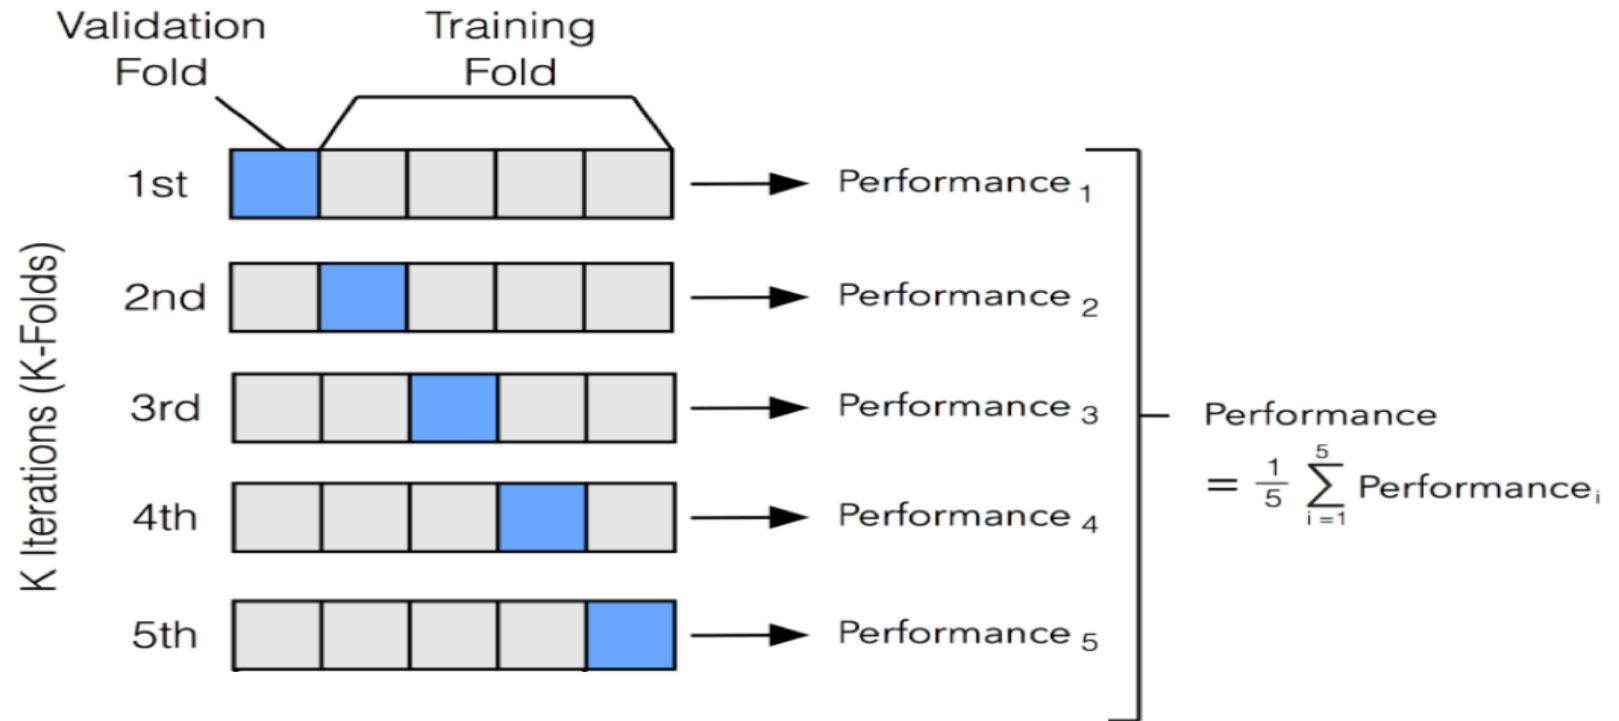 Validation
Fold
Training
Fold
K Iterations (K-Folds)
1st
Performance 1
2nd
Performance 2
3rd
Performance 3
4th
Performance 4
5th
Performance 5
Performance
= 1/5 5∑i=1 Performancei